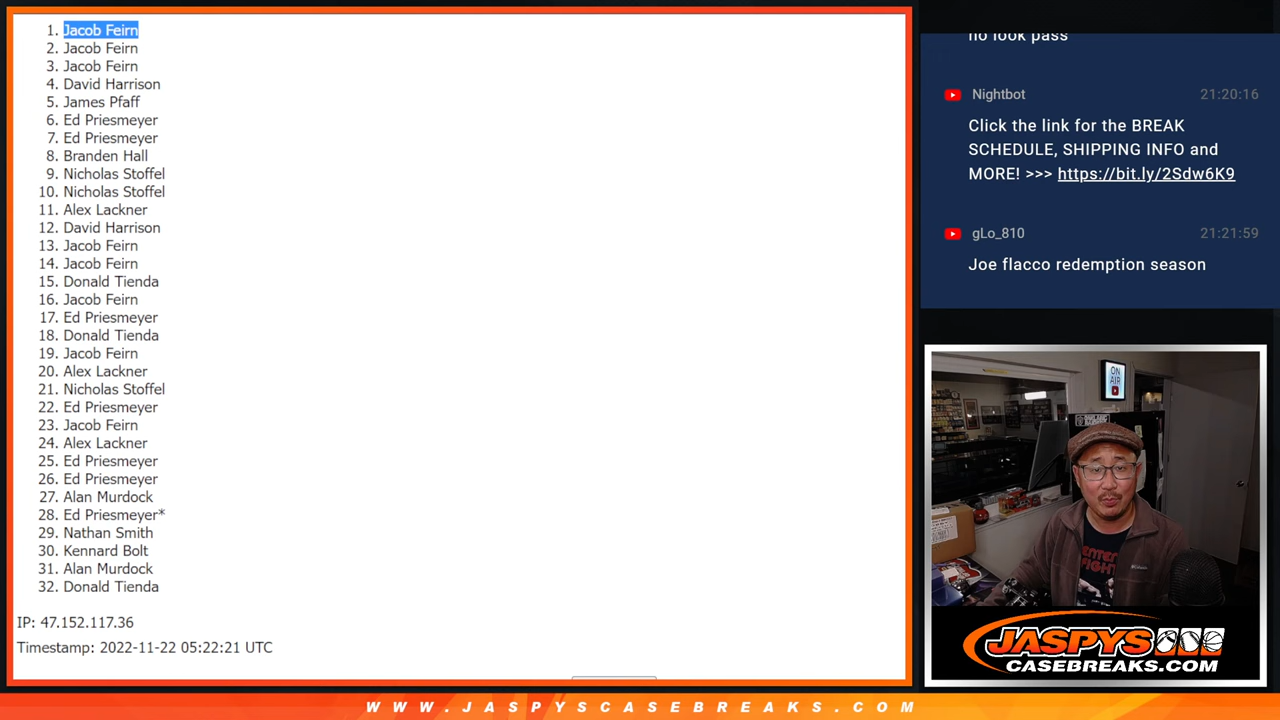 1. Jacob Feirn
2. Jacob Feirn
3. Jacob Feirn
4. David Harrison
5. James Pfaff
6. Ed Priesmeyer
7. Ed Priesmeyer
8. Branden Hall
9. Nicholas Stoffel
10. Nicholas Stoffel
11. Alex Lackner
12. David Harrison
13. Jacob Feirn
14. Jacob Feirn
15. Donald Tienda
16. Jacob Feirn
17. Ed Priesmeyer
18. Donald Tienda
19. Jacob Feirn
20. Alex Lackner
21. Nicholas Stoffel
22. Ed Priesmeyer
23. Jacob Feirn
24. Alex Lackner
25. Ed Priesmeyer
26. Ed Priesmeyer
27. Alan Murdock
28. Ed Priesmeyer*
29. Nathan Smith
30. Kennard Bolt
31. Alan Murdock
32. Donald Tienda
IP: 47.152.117.36
Timestamp: 2022-11-22 05:22:21 UTC
no look pass
Nightbot 21:20:16
Click the link for the BREAK
SCHEDULE, SHIPPING INFO and
MORE! >>> https://bit.ly/2Sdw6K9
gLo_810 21:21:59
Joe flacco redemption season
ON
AIR
JASPYS
CASEBREAKS.COM
WWW.JASPYSCASEBREAKS.COM